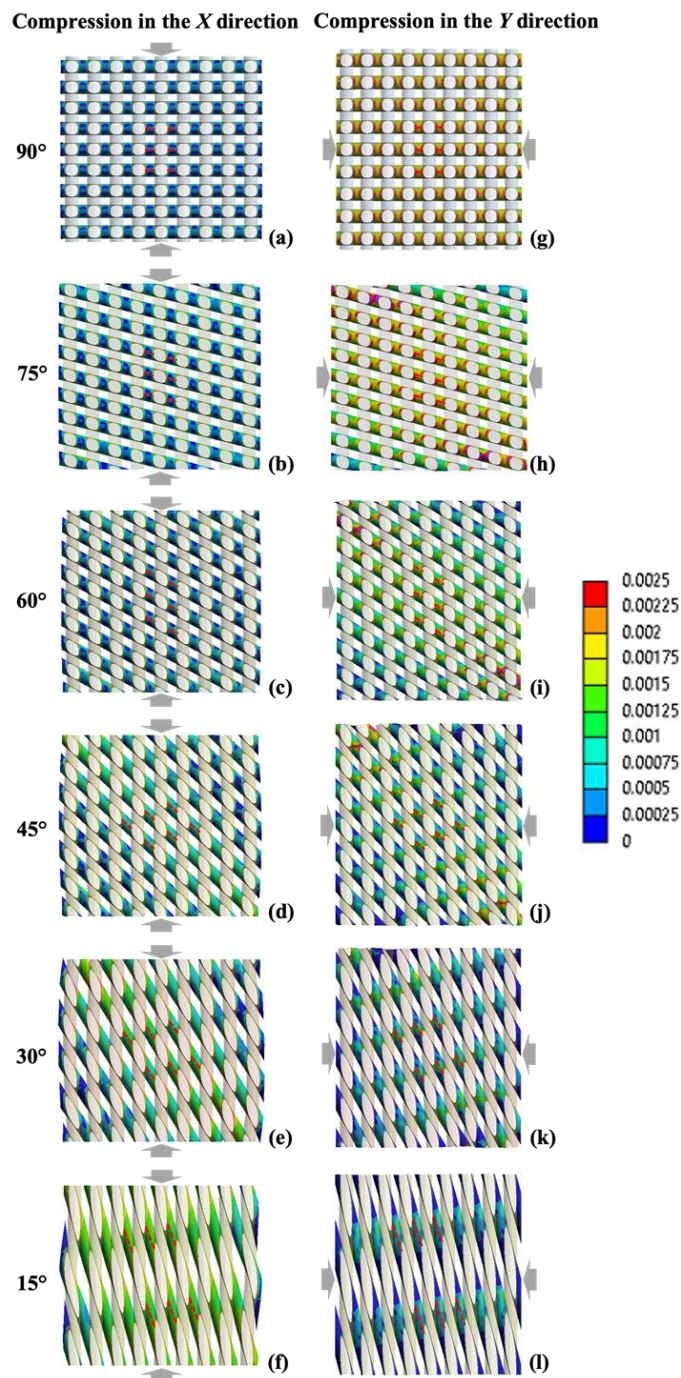 Compression in the X direction Compression in the Y direction
90°
(a) (g)
75°
(b) (h)
60°
(c) (i)
45°
(d) (j)
30°
(e) (k)
15°
(f) (l)
0.0025
0.00225
0.002
0.00175
0.0015
0.00125
0.001
0.00075
0.0005
0.00025
0